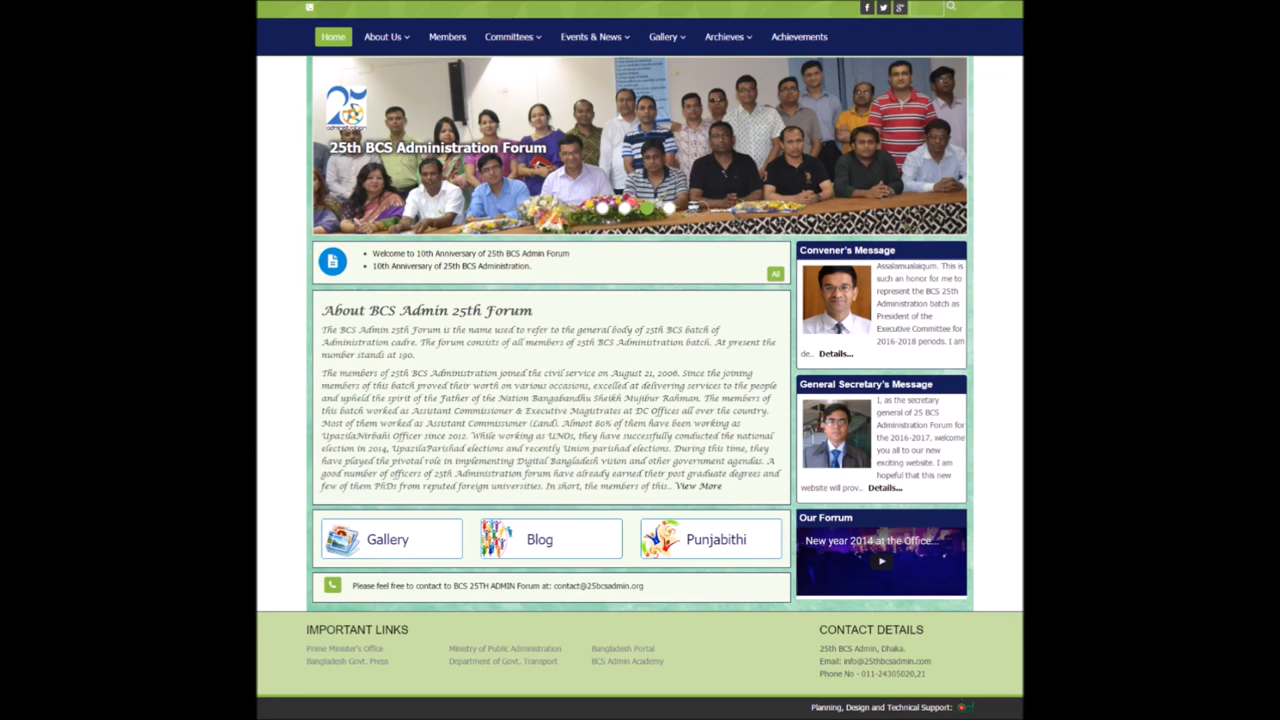 Home About Us Members Committees Events & News Gallery Archieves Achievements
25
administration
25th BCS Administration Forum
Welcome to 10th Anniversary of 25th BCS Admin Forum
10th Anniversary of 25th BCS Administration.
All
About BCS Admin 25th Forum
The BCS Admin 25th Forum is the name used to refer to the general body of 25th BCS batch of
Administration cadre. The forum consists of all members of 25th BCS Administration batch. At present the
number stands at 190.
The members of 25th BCS Administration joined the civil service on August 21, 2006. Since the joining
members of this batch proved their worth on various occasions, excelled at delivering services to the people
and upheld the spirit of the Father of the Nation Bangabandhu Sheikh Mujibur Rahman. The members of
this batch worked as Assistant Commissioner & Executive Magistrates at DC Offices all over the country.
Most of them worked as Assistant Commissioner (Land). Almost 80% of them have been working as
UpazilaNirbahi Officer since 2012. While working as UNOs, they have successfully conducted the national
election in 2014, UpazilaParishad elections and recently Union parishad elections. During this time, they
have played the pivotal role in implementing Digital Bangladesh vision and other government agendas. A
good number of officers of 25th Administration forum have already earned their post graduate degrees and
few of them PhDs from reputed foreign universities. In short, the members of this.. View More
Gallery
Blog
Punjabithi
Please feel free to contact to BCS 25TH ADMIN Forum at: contact@25bcsadmin.org
Convener's Message
Assalamualaiqum. This is
such an honor for me to
represent the BCS 25th
Administration batch as
President of the
Executive Committee for
2016-2018 periods. I am
de.. Details...
General Secretary's Message
I, as the secretary
general of 25 BCS
Administration Forum for
the 2016-2017, welcome
you all to our new
exciting website. I am
hopeful that this new
website will prov.. Details...
Our Forrum
New year 2014 at the Office...
IMPORTANT LINKS
Prime Minister's Office
Bangladesh Govt. Press
Ministry of Public Administration
Department of Govt. Transport
Bangladesh Portal
BCS Admin Academy
CONTACT DETAILS
25th BCS Admin, Dhaka.
Email: info@25thbcsadmin.com
Phone No - 011-24305020,21
Planning, Design and Technical Support: